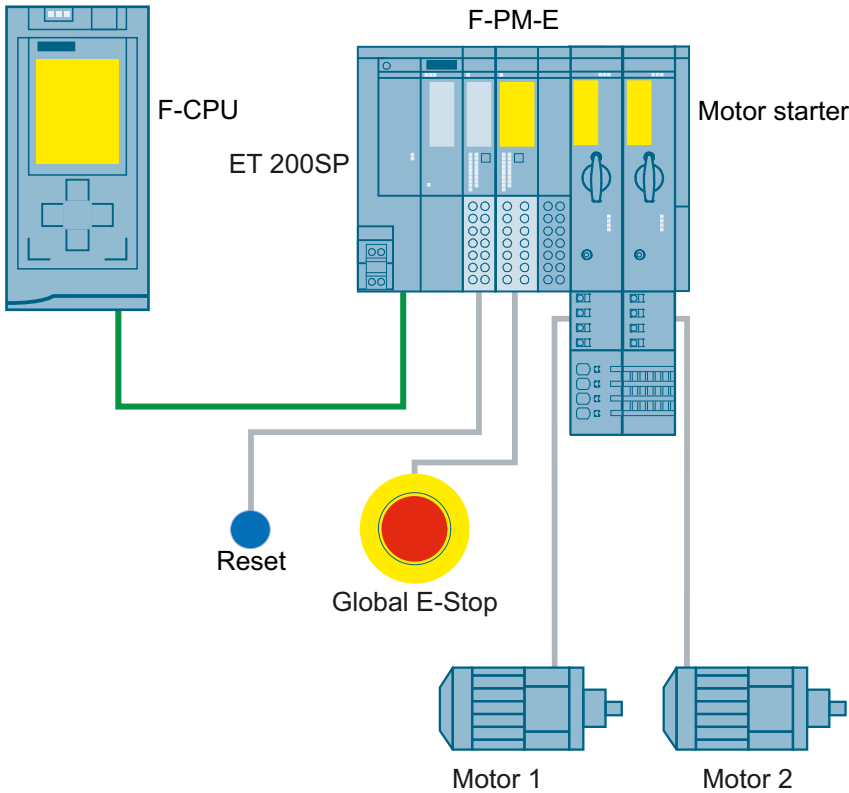 F-PM-E
F-CPU
Motor starter
ET 200SP
Reset
Global E-Stop
Motor 1
Motor 2